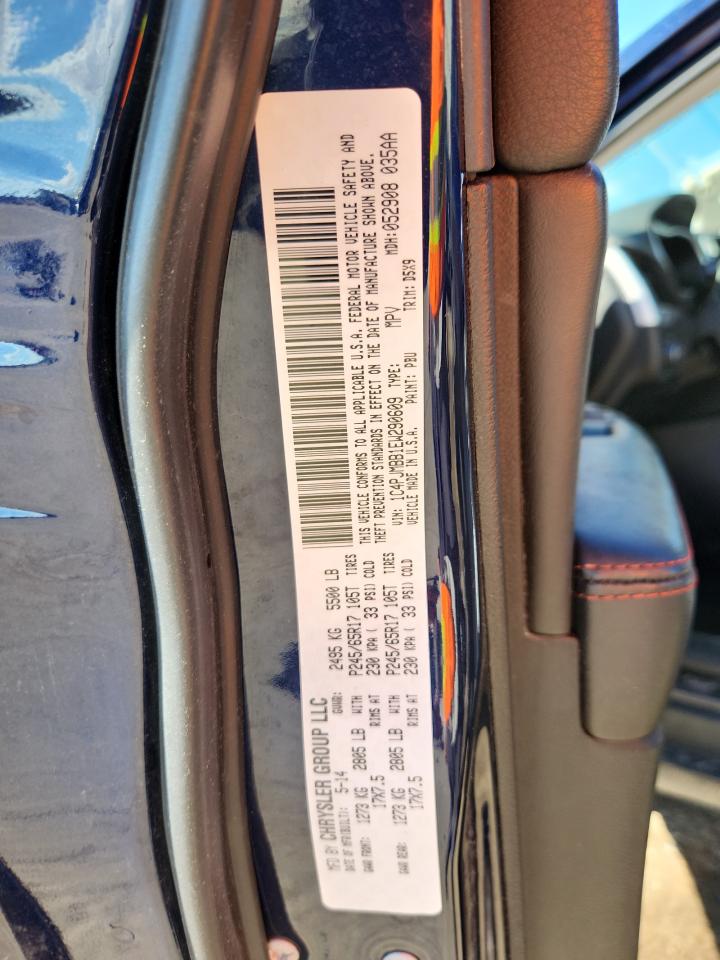 MFD BY CHRYSLER GROUP LLC
DATE OF MFR(BUILT): 5-14 GVWR: 2495 KG 5500 LB
GAWR FRONT: 1273 KG 2805 LB WITH P245/65R17 105T TIRES
17X7.5 RIMS AT 230 KPA ( 33 PSI) COLD
GAWR REAR: 1273 KG 2805 LB WITH P245/65R17 105T TIRES
17X7.5 RIMS AT 230 KPA ( 33 PSI) COLD
THIS VEHICLE CONFORMS TO ALL APPLICABLE U.S.A. FEDERAL MOTOR VEHICLE SAFETY AND
THEFT PREVENTION STANDARDS IN EFFECT ON THE DATE OF MANUFACTURE SHOWN ABOVE.
VIN: 1C4PJMBB1EW290609 TYPE: MPV MDH:052908 035AA
VEHICLE MADE IN U.S.A. PAINT: PBU TRIM: D5X9